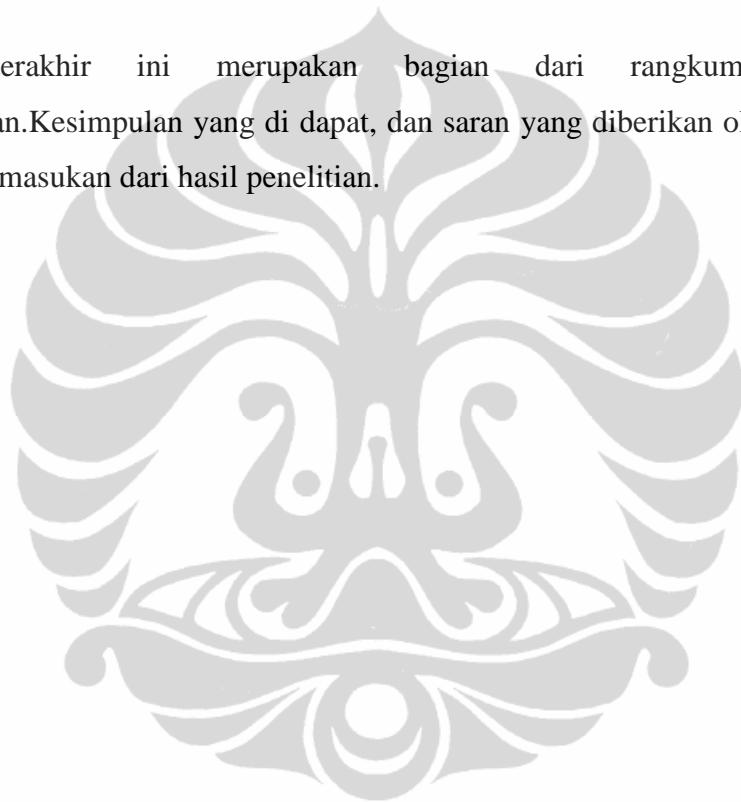 erakhir ini merupakan bagian dari rangkum
an.Kesimpulan yang di dapat, dan saran yang diberikan ol
masukan dari hasil penelitian.